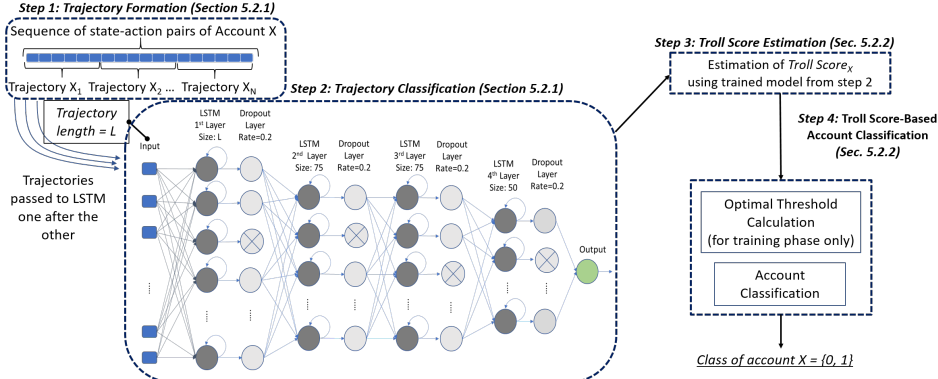 Step 1: Trajectory Formation (Section 5.2.1)
Sequence of state-action pairs of Account X
Trajectory X1 Trajectory X2 ... Trajectory XN
Trajectory
length = L
Trajectories
passed to LSTM
one after the
other
Step 2: Trajectory Classification (Section 5.2.1)
Input
LSTM
1st Layer
Size: L
Dropout
Layer
Rate=0.2
LSTM
2nd Layer
Size: 75
Dropout
Layer
Rate=0.2
LSTM
3rd Layer
Size: 75
Dropout
Layer
Rate=0.2
LSTM
4th Layer
Size: 50
Dropout
Layer
Rate=0.2
Output
Step 3: Troll Score Estimation (Sec. 5.2.2)
Estimation of Troll ScoreX
using trained model from step 2
Step 4: Troll Score-Based
Account Classification
(Sec. 5.2.2)
Optimal Threshold
Calculation
(for training phase only)
Account
Classification
Class of account X = {0, 1}